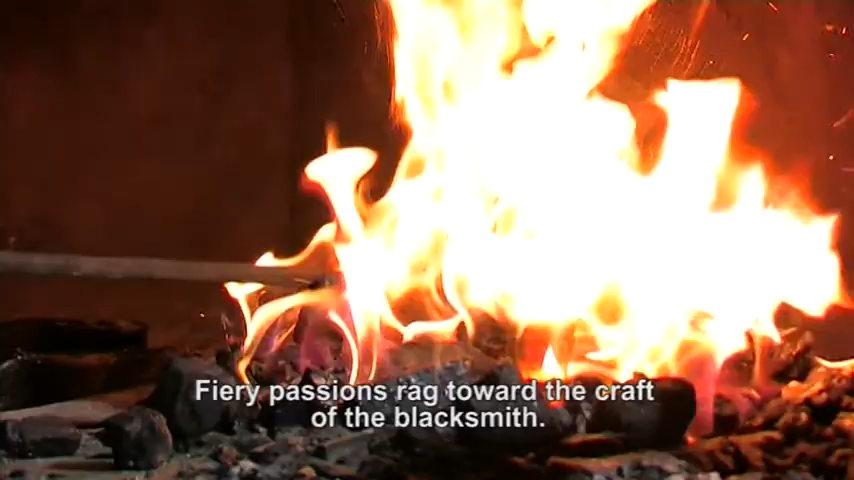 Fiery passions rag toward the craft
of the blacksmith.